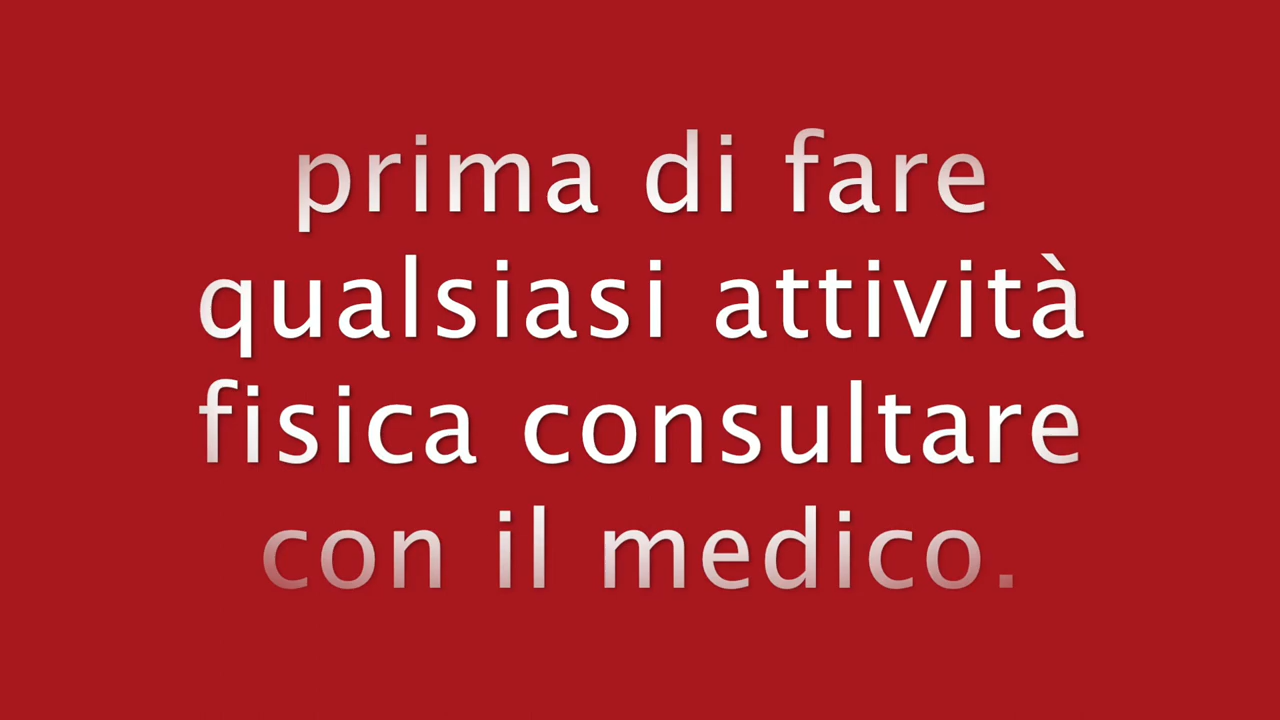 prima di fare
qualsiasi attività
fisica consultare
con il medico.